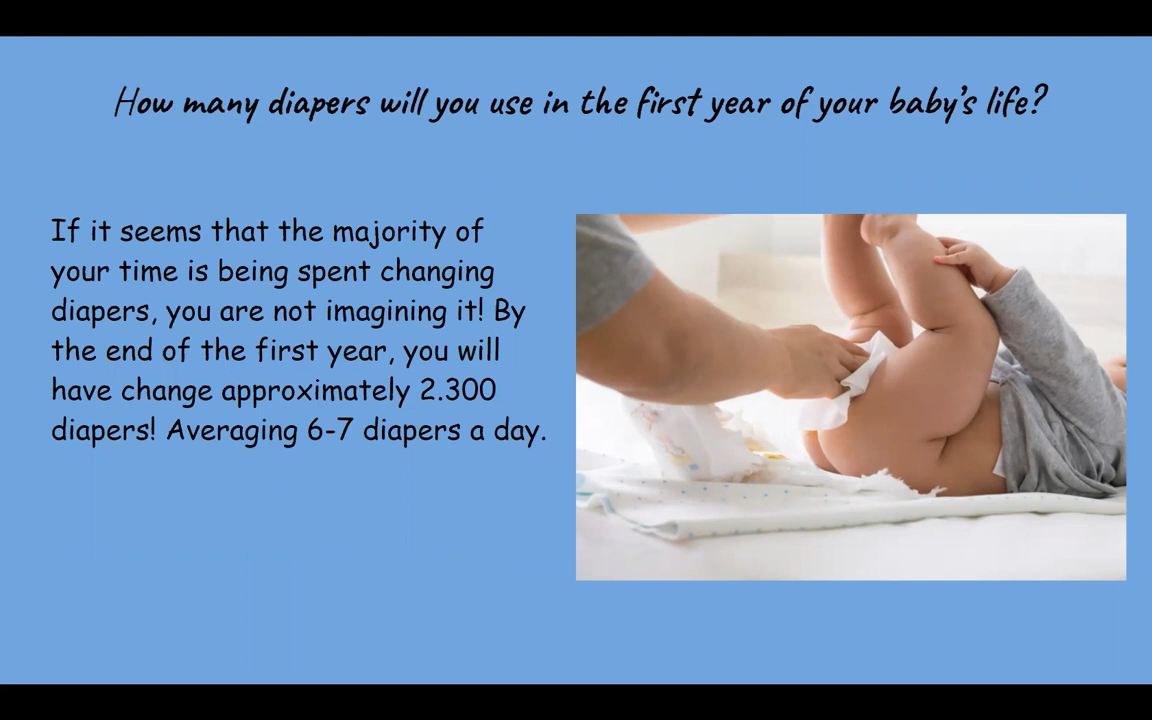 How many diapers will you use in the first year of your baby's life?
If it seems that the majority of
your time is being spent changing
diapers, you are not imagining it! By
the end of the first year, you will
have change approximately 2.300
diapers! Averaging 6-7 diapers a day.